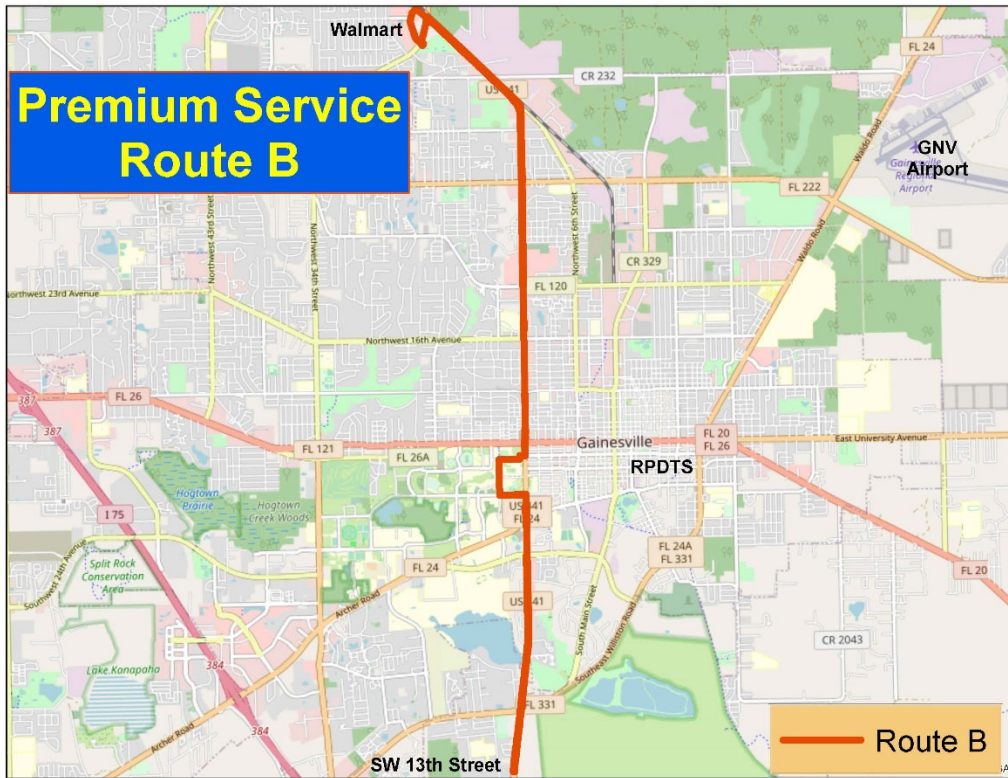 Walmart
FL 24
CR 232
Premium Service
Route B
US 441
Waldo Road
GNV
Airport
Gainesville
Regional
Airport
FL 222
Northwest 43rd Street
Northwest 34th Street
Northwest 6th Street
Waldo Road
CR 329
Northwest 23rd Avenue
FL 120
Northwest 16th Avenue
387
FL 26
387
FL 121
FL 26A
Gainesville
FL 20
FL 26
East University Avenue
RPDTS
Hogtown
Prairie
Hogtown
Creek Woods
I 75
US 441
FL 24
FL 24A
FL 331
FL 24
FL 20
Southwest 24th Avenue
Split Rock
Conservation
Area
Archer Road
US 441
South Main Street
Southeast Williston Road
CR 2043
384
Lake Kanapaha
384
FL 331
Archer Road
SW 13th Street
Route B